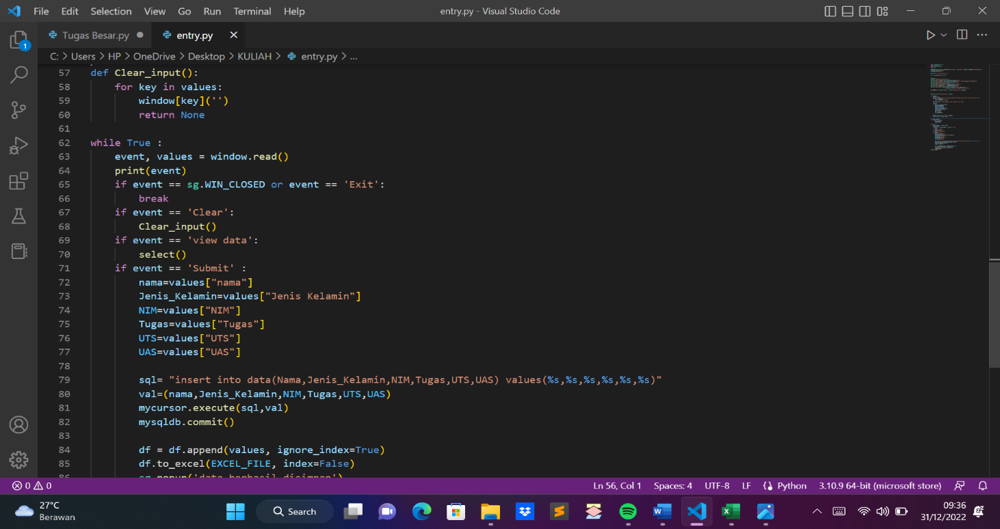 File Edit Selection View Go Run Terminal Help entry.py - Visual Studio Code
Tugas Besar.py entry.py
C: > Users > HP > OneDrive > Desktop > KULIAH > entry.py > ...
1
57 def Clear_input():
58 for key in values:
59 window[key]('')
60 return None
61
62 while True :
63 event, values = window.read()
64 print(event)
65 if event == sg.WIN_CLOSED or event == 'Exit':
66 break
67 if event == 'Clear':
68 Clear_input()
69 if event == 'view data':
70 select()
71 if event == 'Submit' :
72 nama=values["nama"]
73 Jenis_Kelamin=values["Jenis Kelamin"]
74 NIM=values["NIM"]
75 Tugas=values["Tugas"]
76 UTS=values["UTS"]
77 UAS=values["UAS"]
78
79 sql= "insert into data(Nama,Jenis_Kelamin,NIM,Tugas,UTS,UAS) values(%s,%s,%s,%s,%s,%s)"
80 val=(nama,Jenis_Kelamin,NIM,Tugas,UTS,UAS)
81 mycursor.execute(sql,val)
82 mysqldb.commit()
83
84 df = df.append(values, ignore_index=True)
85 df.to_excel(EXCEL_FILE, index=False)
86 sg.popup('data berhasil disimpan')
0 0 Ln 56, Col 1 Spaces: 4 UTF-8 LF Python 3.10.9 64-bit (microsoft store)
27°C
Berawan
Search
09:36
31/12/2022